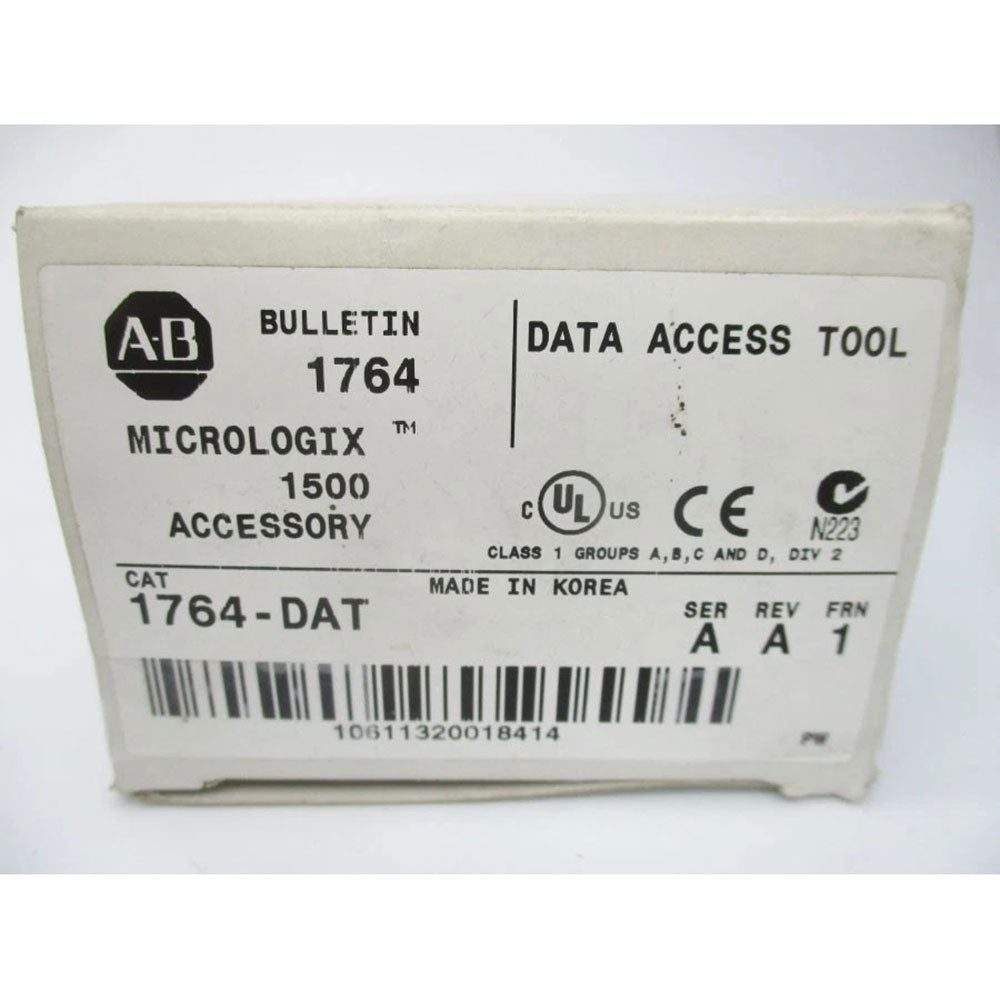 A-B
BULLETIN
1764
MICROLOGIX ™
1500
ACCESSORY
DATA ACCESS TOOL
C UL US CE N223
CLASS 1 GROUPS A,B,C AND D, DIV 2
MADE IN KOREA
CAT
1764-DAT
SER REV FRN
A A 1
10611320018414
PW